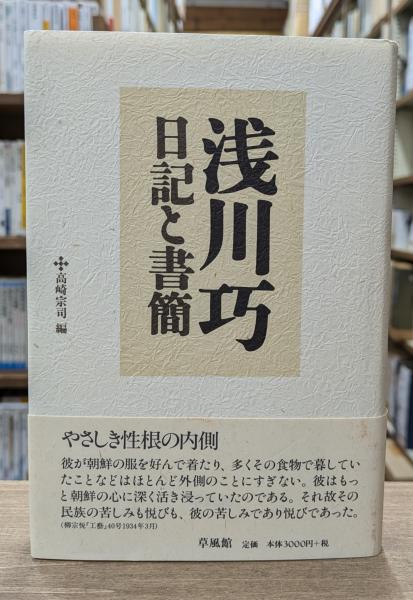 浅川巧
日記と書簡
高崎宗司 編
やさしき性根の内側
彼が朝鮮の服を好んで着たり、多くその食物で暮してい
たことなどはほとんど外側のことにすぎない。彼はもっ
と朝鮮の心に深く活き浸っていたのである。それ故その
民族の苦しみも悦びも、彼の苦しみであり悦びであった。
(柳宗悦『工藝』40号1934年3月)
草風館 定価 本体3000円+税